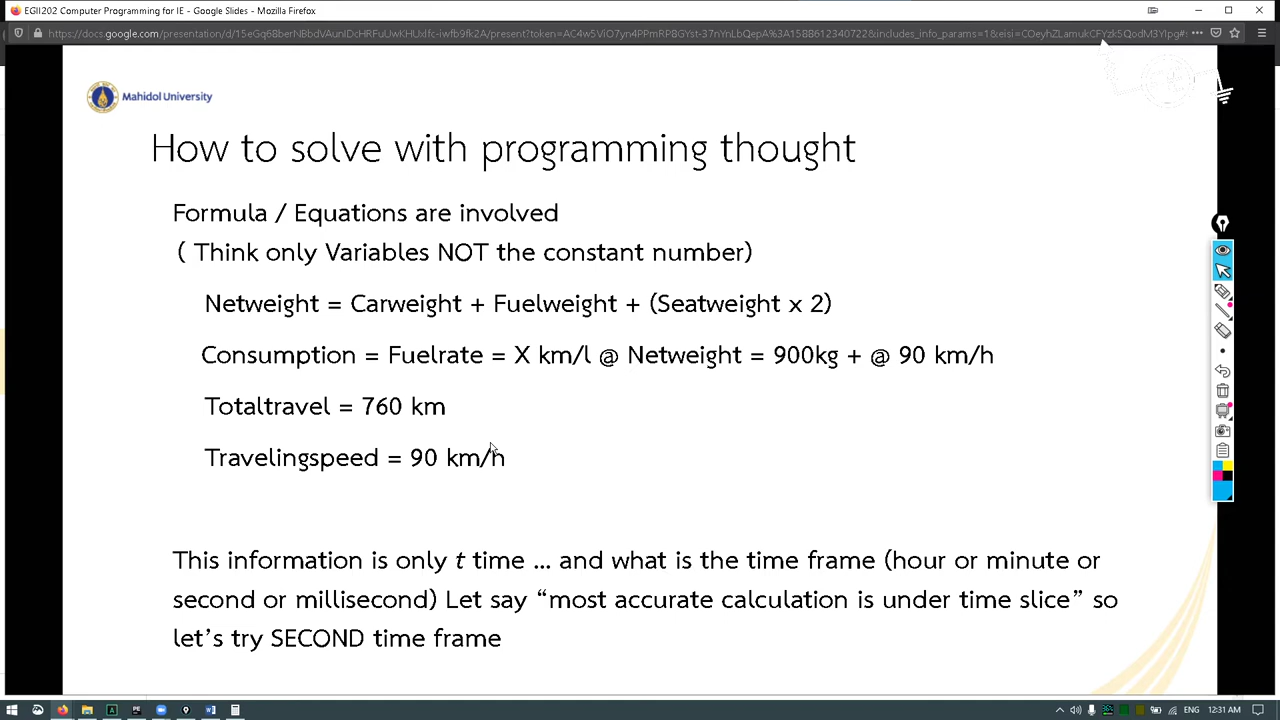 EGII202 Computer Programming for IE - Google Slides - Mozilla Firefox
Mahidol University
How to solve with programming thought
Formula / Equations are involved
( Think only Variables NOT the constant number)
Netweight = Carweight + Fuelweight + (Seatweight x 2)
Consumption = Fuelrate = X km/l @ Netweight = 900kg + @ 90 km/h
Totaltravel = 760 km
Travelingspeed = 90 km/h
This information is only t time ... and what is the time frame (hour or minute or
second or millisecond) Let say “most accurate calculation is under time slice” so
let’s try SECOND time frame
ENG 12:31 AM